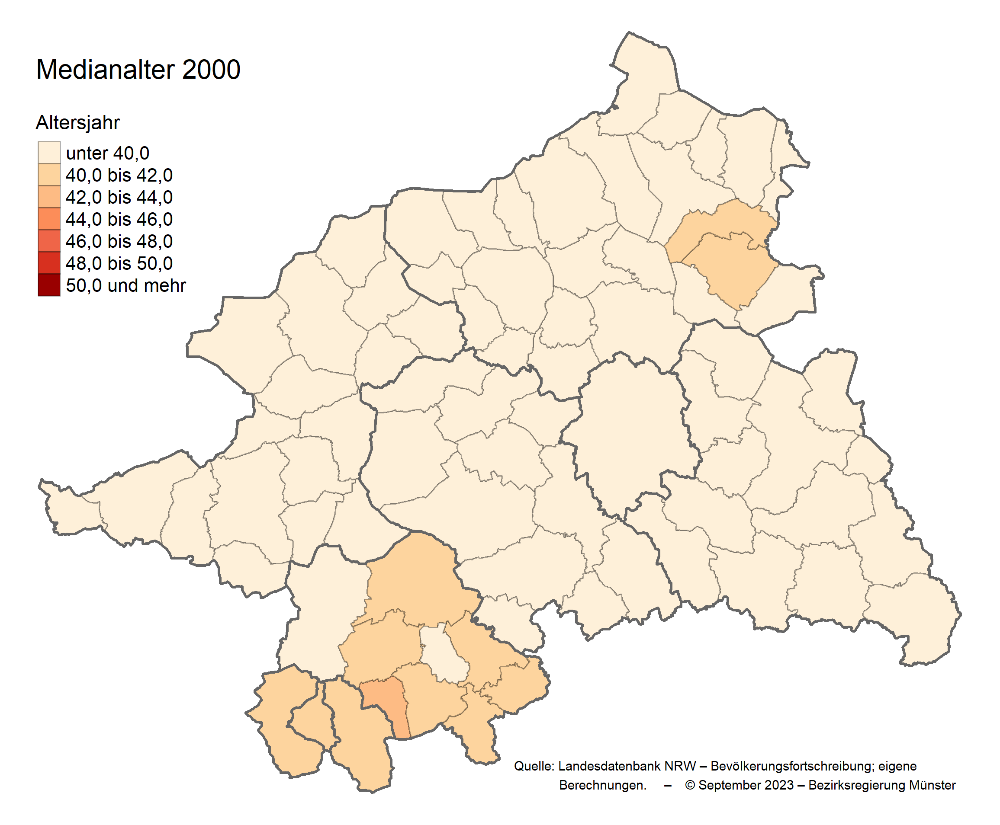 Medianalter 2000
Altersjahr
unter 40,0
40,0 bis 42,0
42,0 bis 44,0
44,0 bis 46,0
46,0 bis 48,0
48,0 bis 50,0
50,0 und mehr
Quelle: Landesdatenbank NRW – Bevölkerungsfortschreibung; eigene
Berechnungen. – © September 2023 – Bezirksregierung Münster